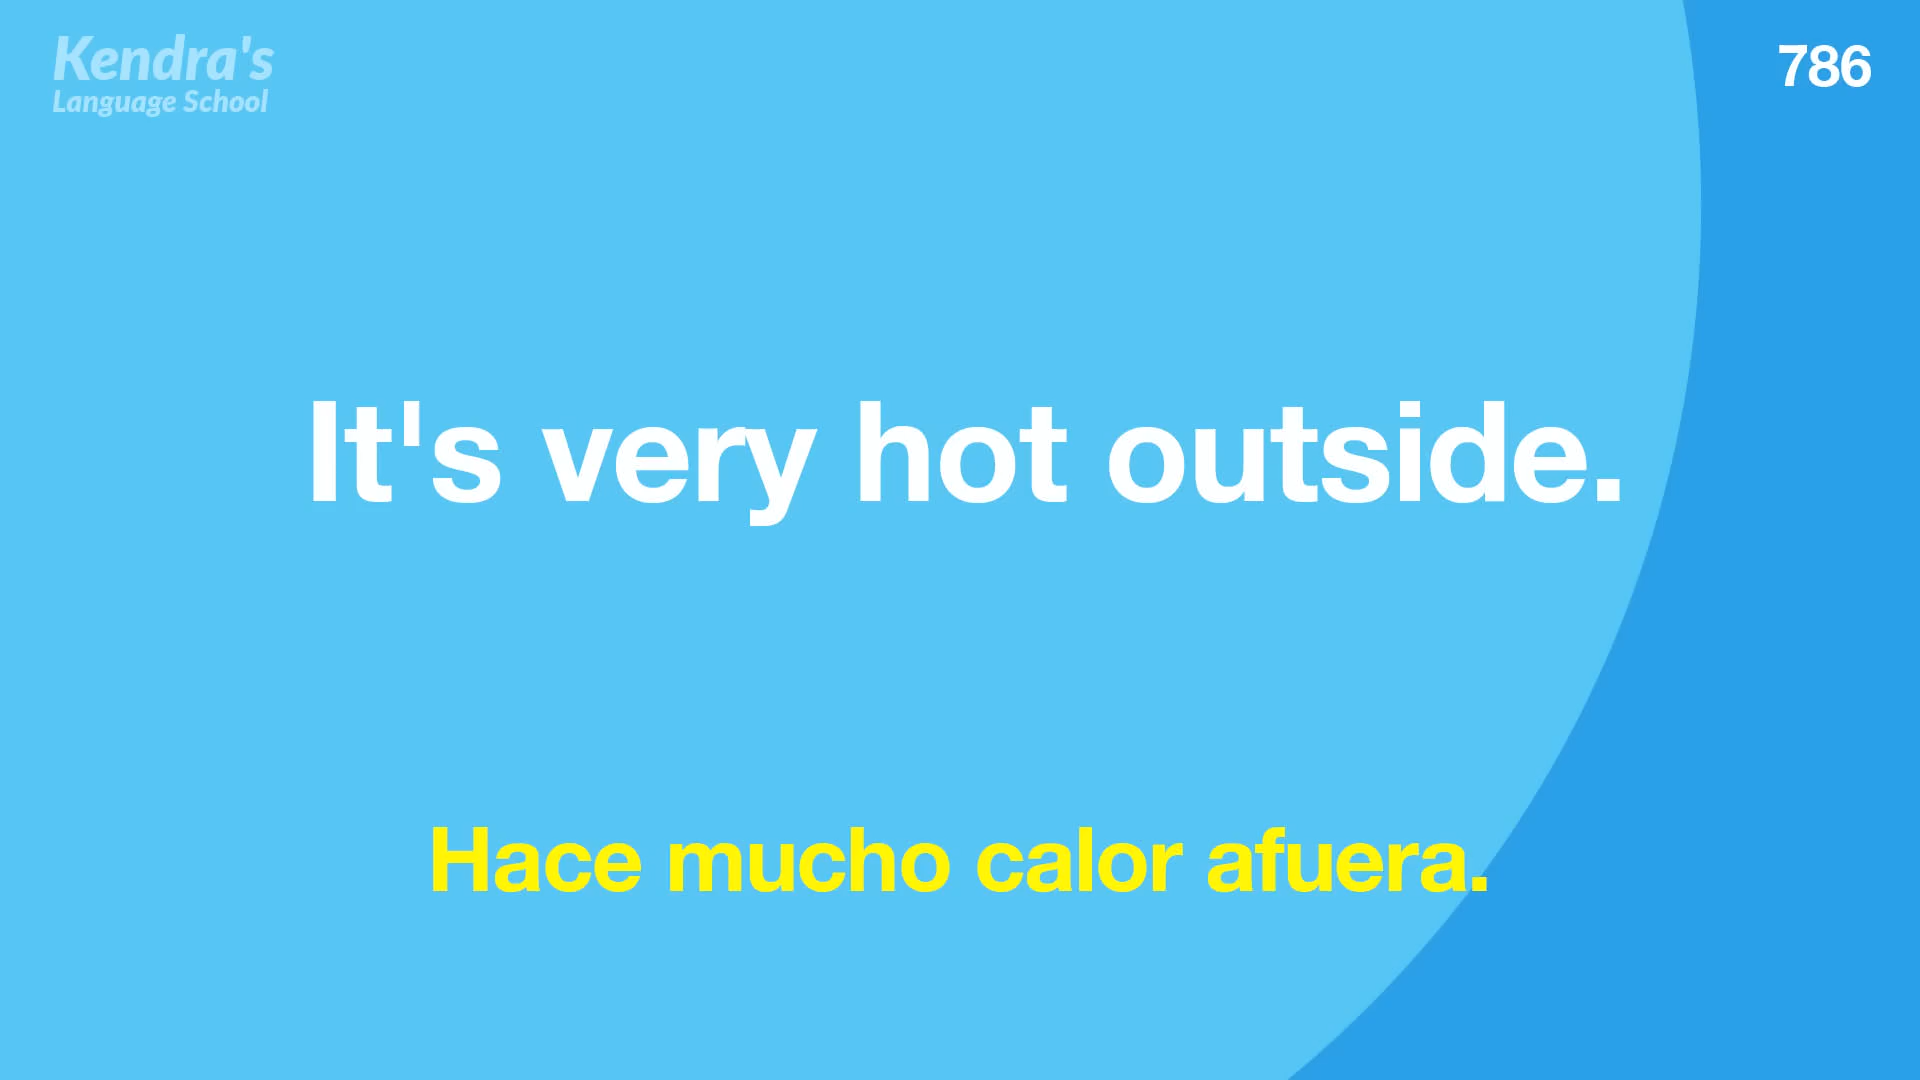 Kendra's
Language School
786
It's very hot outside.
Hace mucho calor afuera.